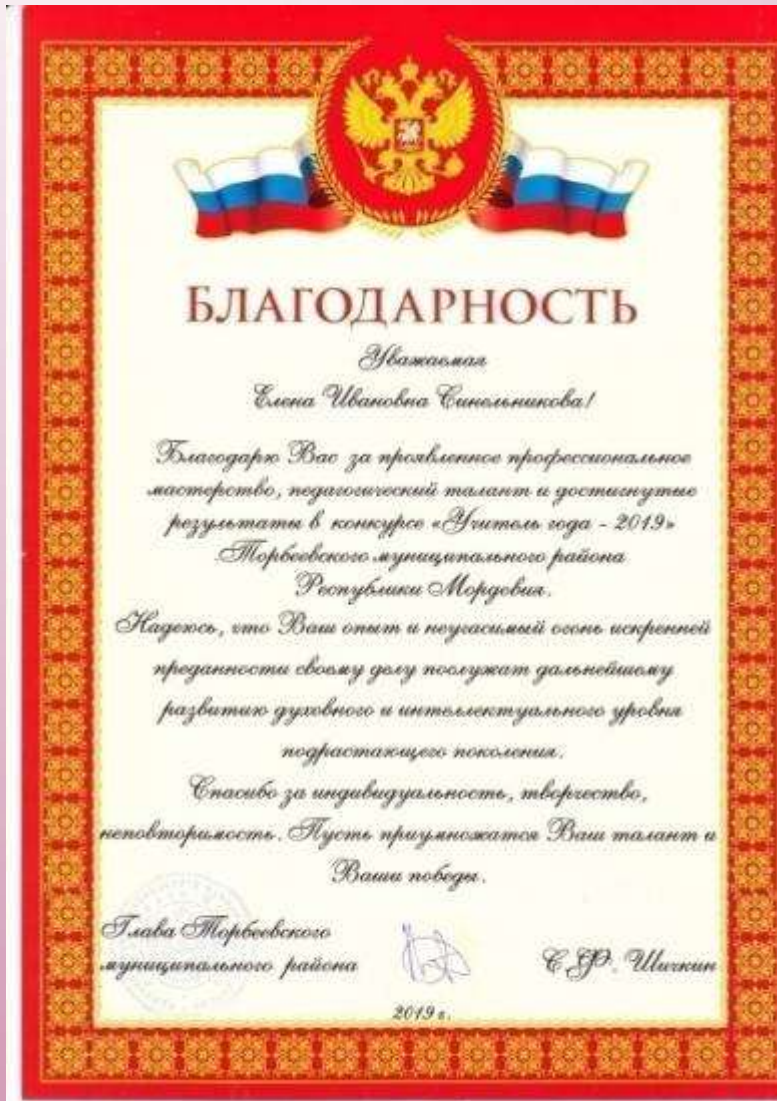 БЛАГОДАРНОСТЬ
Уважаемая
Елена Ивановна Синельникова!
Благодарю Вас за проявленное профессиональное
мастерство, педагогический талант и достигнутые
результаты в конкурсе «Учитель года - 2019»
Торбеевского муниципального района
Республики Мордовия.
Надеюсь, что Ваш опыт и неугасимый огонь искренней
преданности своему делу послужат дальнейшему
развитию духовного и интеллектуального уровня
подрастающего поколения.
Спасибо за индивидуальность, творчество,
неповторимость. Пусть приумножатся Ваш талант и
Ваши победы.
Глава Торбеевского
муниципального района
С.Ф. Шичкин
2019 г.